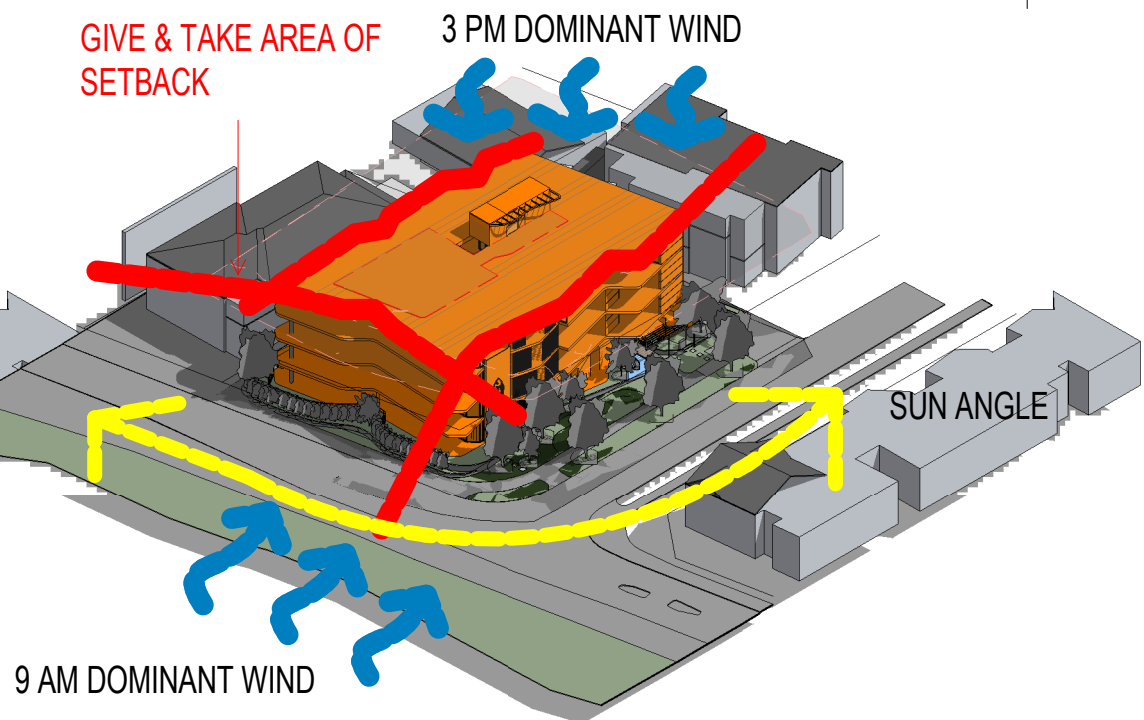 GIVE & TAKE AREA OF
SETBACK
3 PM DOMINANT WIND
SUN ANGLE
9 AM DOMINANT WIND